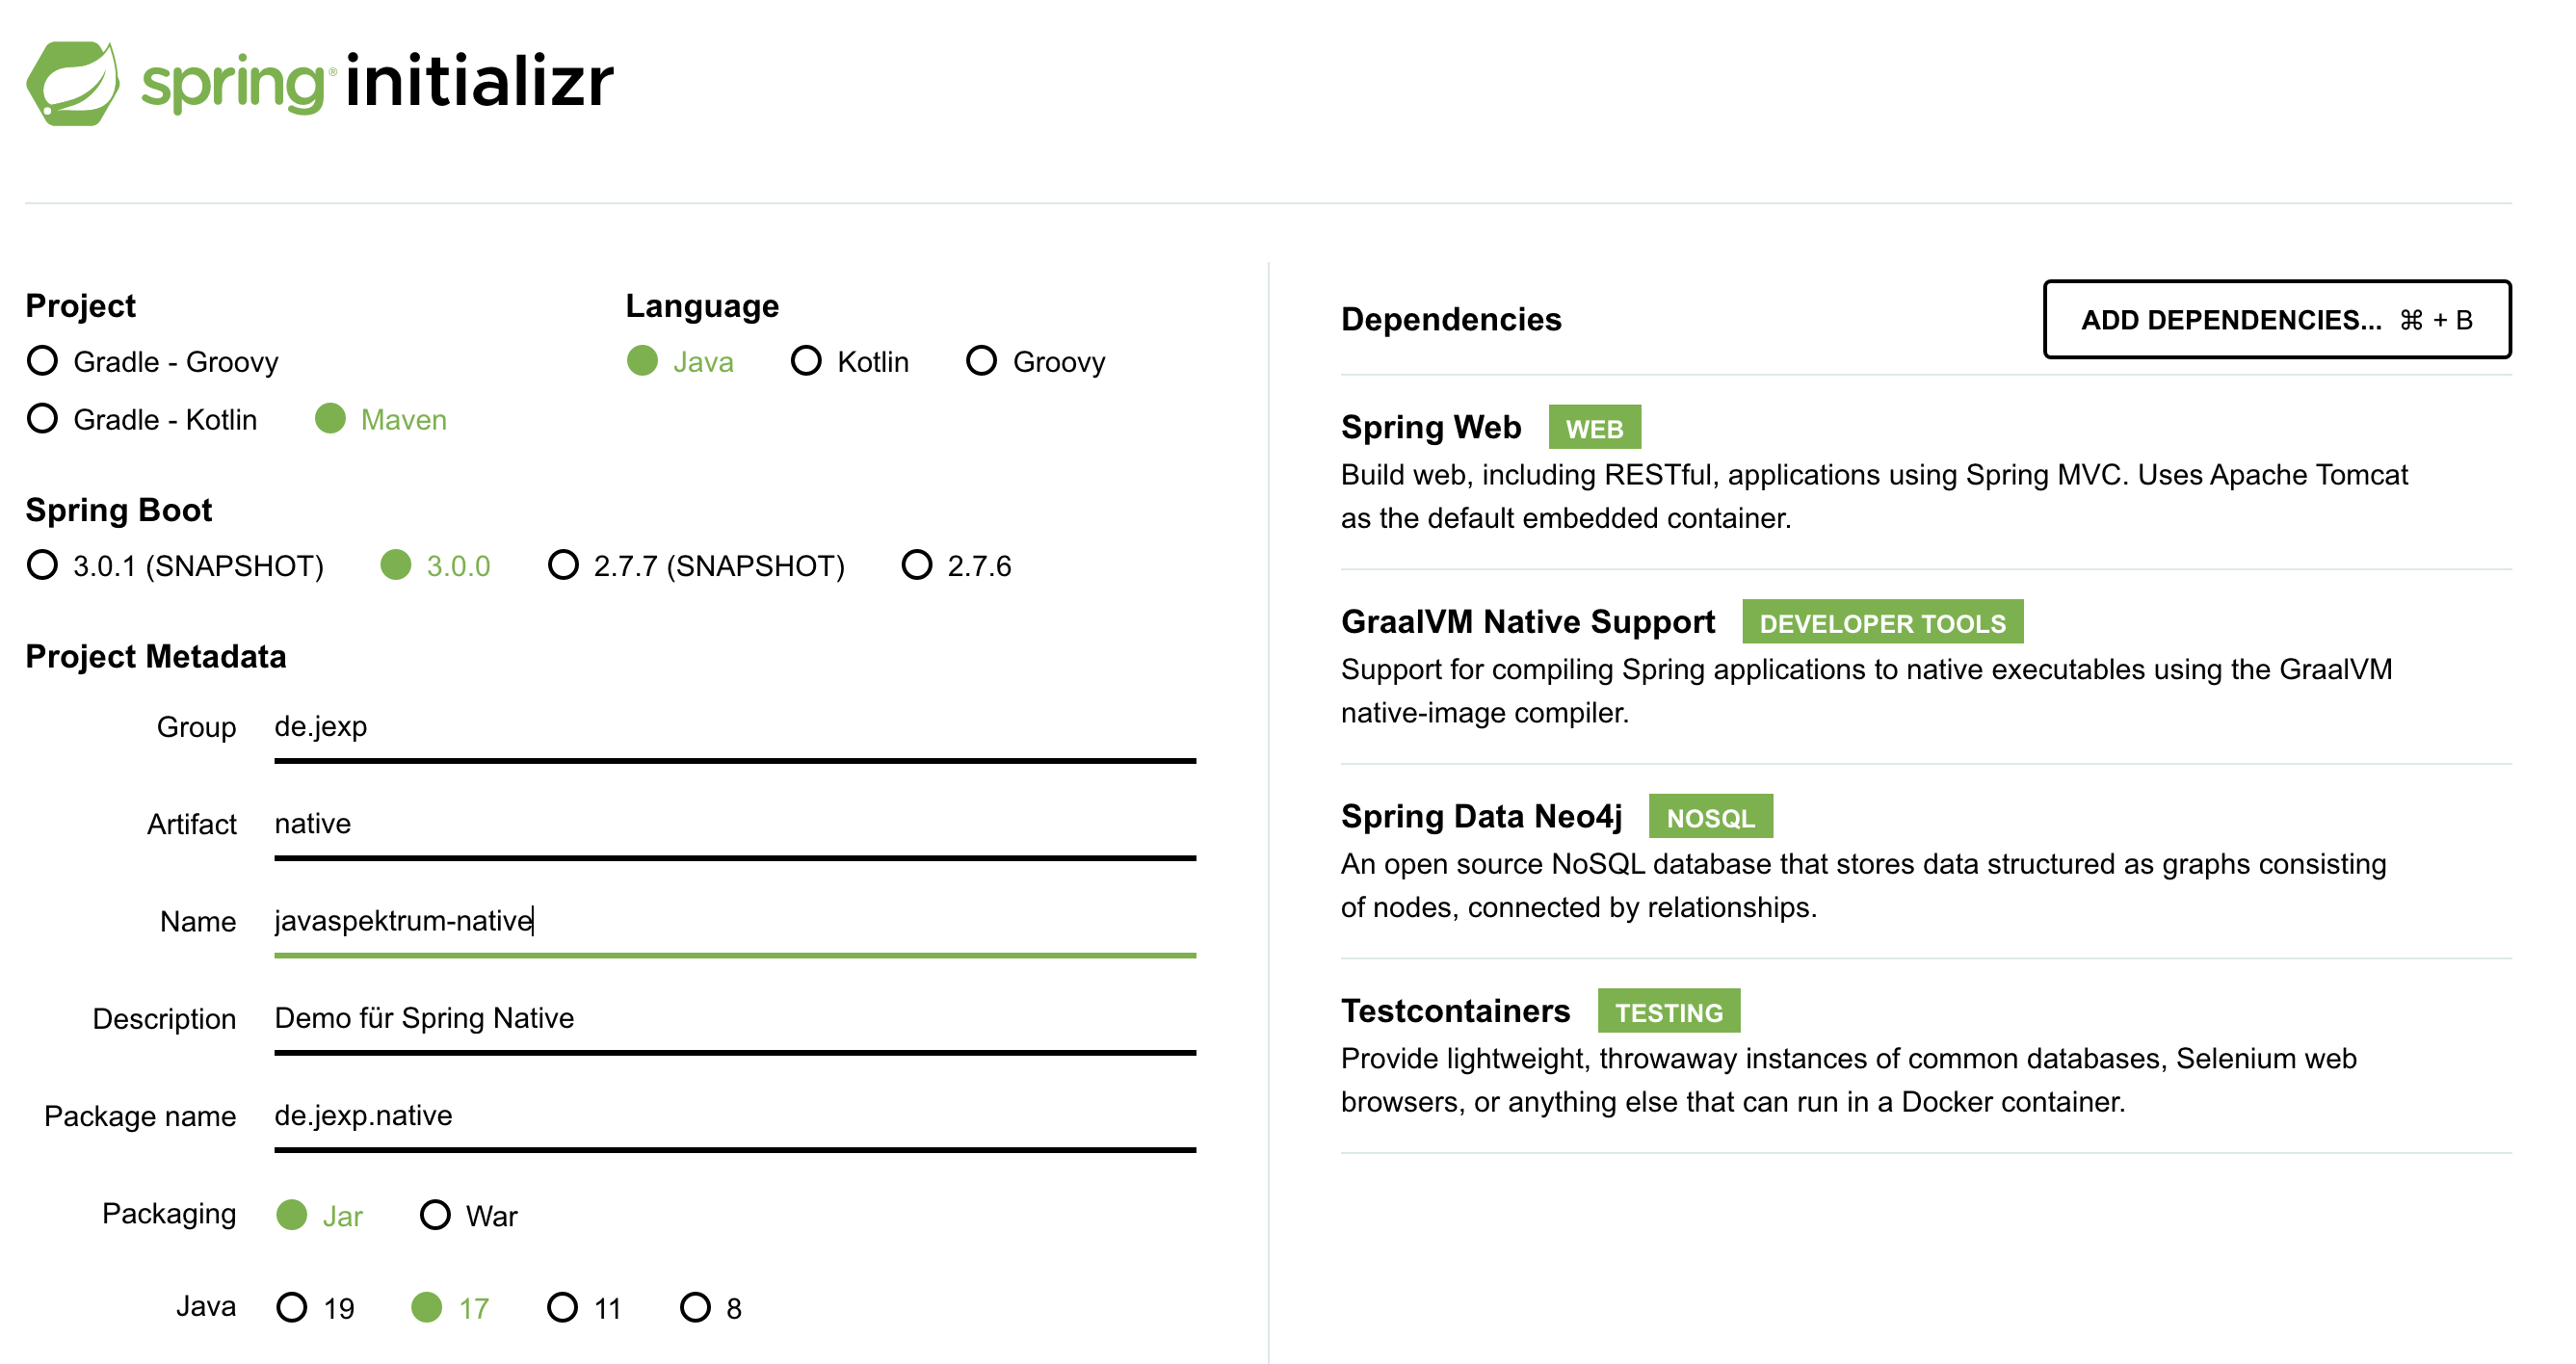 spring® initializr
Project
Gradle - Groovy
Gradle - Kotlin Maven
Language
Java Kotlin Groovy
Spring Boot
3.0.1 (SNAPSHOT) 3.0.0 2.7.7 (SNAPSHOT) 2.7.6
Project Metadata
Group de.jexp
Artifact native
Name javaspektrum-native
Description Demo für Spring Native
Package name de.jexp.native
Packaging Jar War
Java 19 17 11 8
Dependencies ADD DEPENDENCIES... ⌘ + B
Spring Web WEB
Build web, including RESTful, applications using Spring MVC. Uses Apache Tomcat
as the default embedded container.
GraalVM Native Support DEVELOPER TOOLS
Support for compiling Spring applications to native executables using the GraalVM
native-image compiler.
Spring Data Neo4j NOSQL
An open source NoSQL database that stores data structured as graphs consisting
of nodes, connected by relationships.
Testcontainers TESTING
Provide lightweight, throwaway instances of common databases, Selenium web
browsers, or anything else that can run in a Docker container.